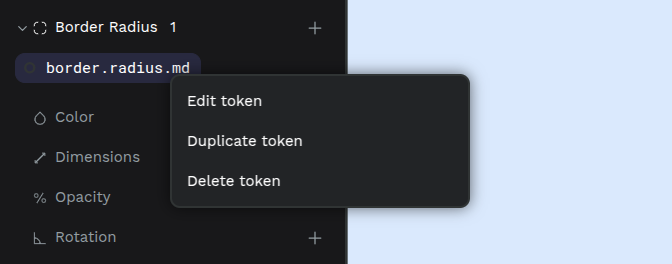 Border Radius 1
border.radius.md
Edit token
Color
Duplicate token
Dimensions
Delete token
Opacity
Rotation